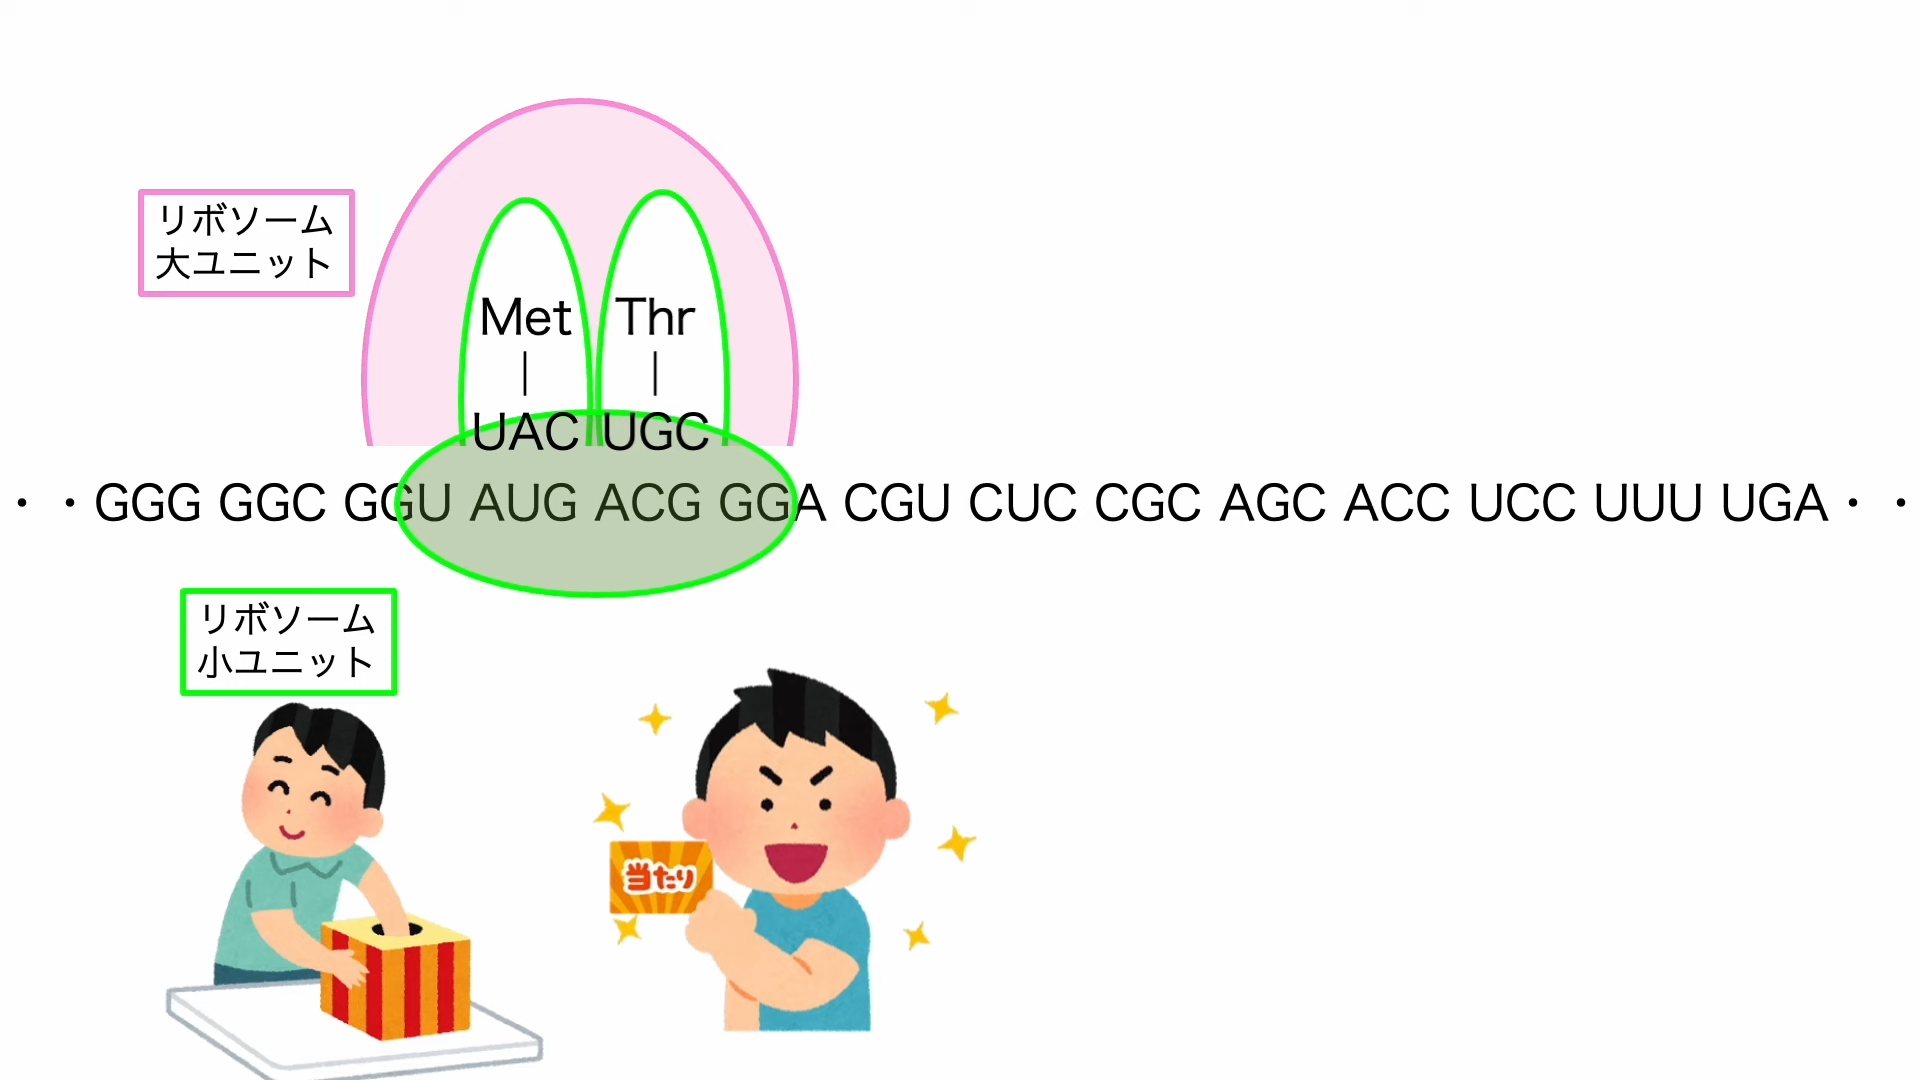 リボソーム
大ユニット
Met Thr
| |
UAC UGC
・・GGG GGC GGU AUG ACG GGA CGU CUC CGC AGC ACC UCC UUU UGA・・
リボソーム
小ユニット
当たり